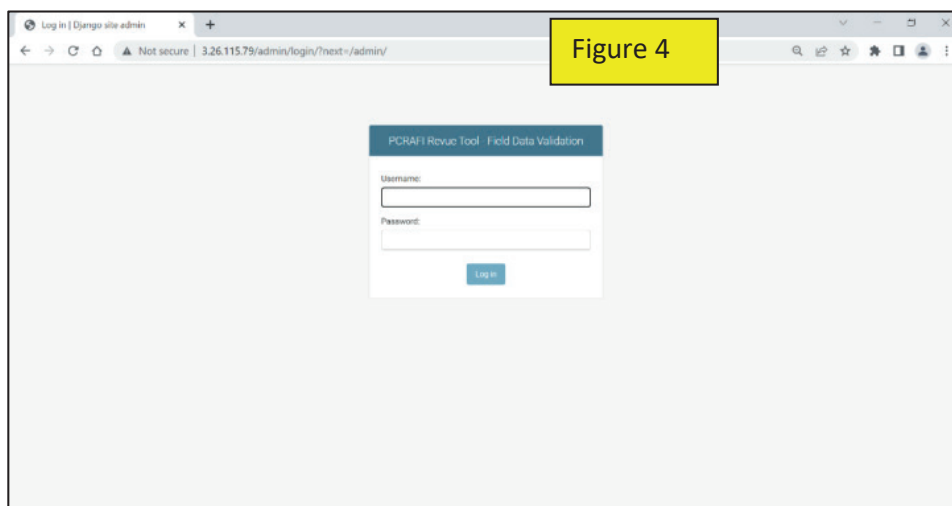 Log in | Django site admin
Not secure | 3.26.115.79/admin/login/?next=/admin/
Figure 4
PCRAFI Revue Tool - Field Data Validation
Username:
Password:
Log in